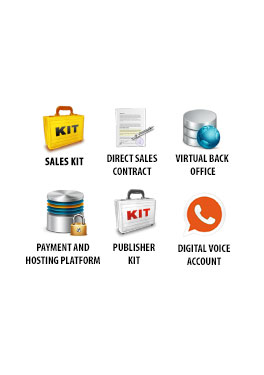 KIT
SALES KIT
DIRECT SALES
CONTRACT
VIRTUAL BACK
OFFICE
PAYMENT AND
HOSTING PLATFORM
KIT
PUBLISHER
KIT
DIGITAL VOICE
ACCOUNT